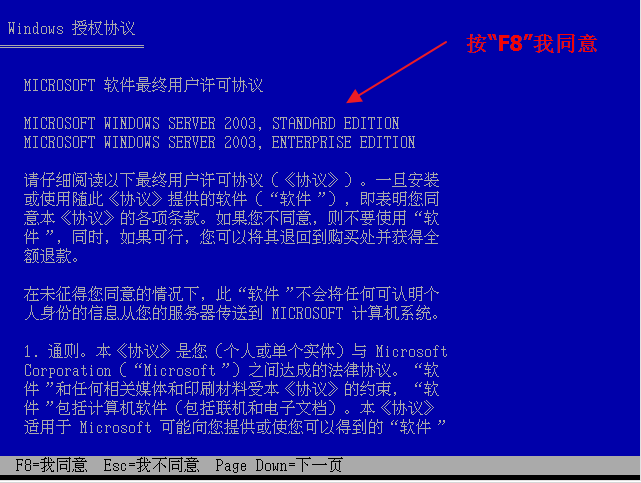 Windows 授权协议
按“F8”我同意
MICROSOFT 软件最终用户许可协议
MICROSOFT WINDOWS SERVER 2003, STANDARD EDITION
MICROSOFT WINDOWS SERVER 2003, ENTERPRISE EDITION
请仔细阅读以下最终用户许可协议（《协议》）。一旦安装
或使用随此《协议》提供的软件（“软件 ”），即表明您同
意本《协议》的各项条款。如果您不同意，则不要使用“软
件 ”，同时，如果可行，您可以将其退回到购买处并获得全
额退款。
在未征得您同意的情况下，此“软件 ”不会将任何可认明个
人身份的信息从您的服务器传送到 MICROSOFT 计算机系统。
1. 通则。本《协议》是您（个人或单个实体）与 Microsoft
Corporation（“Microsoft ”）之间达成的法律协议。“软
件 ”和任何相关媒体和印刷材料受本《协议》的约束，“软
件 ”包括计算机软件（包括联机和电子文档）。本《协议》
适用于 Microsoft 可能向您提供或使您可以得到的“软件 ”
F8=我同意 Esc=我不同意 Page Down=下一页